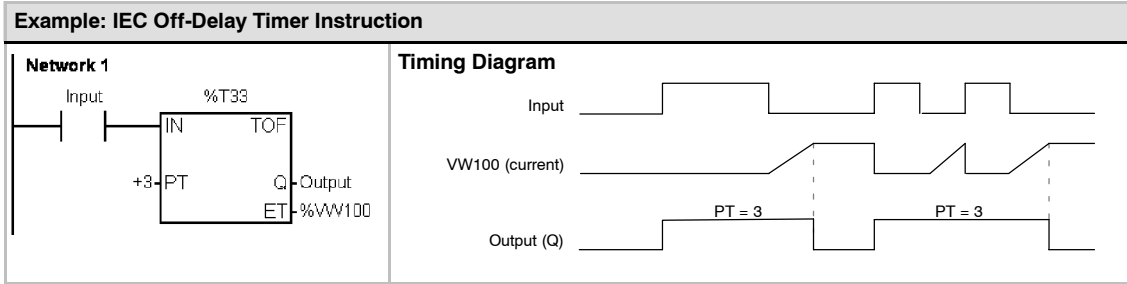 Example: IEC Off-Delay Timer Instruction
Network 1
Input
%T33
IN TOF
+3 PT Q Output
ET %VW100
Timing Diagram
Input
VW100 (current)
PT = 3 PT = 3
Output (Q)